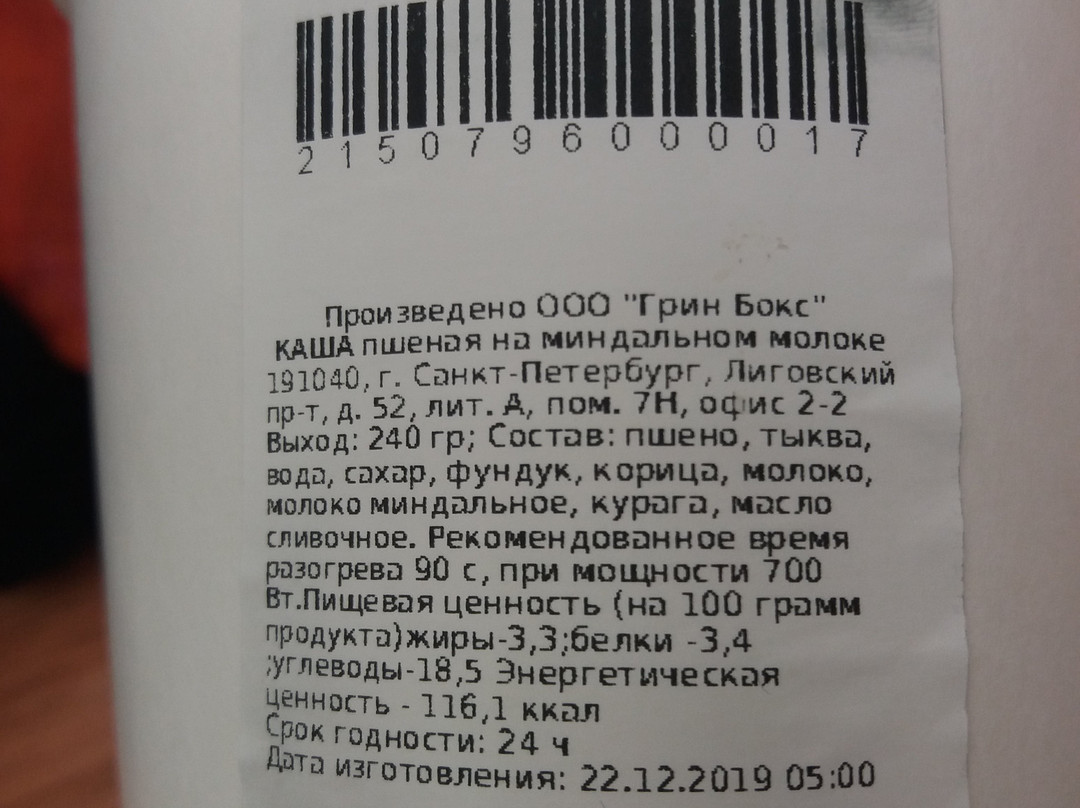 2150796000017
Произведено ООО "Грин Бокс"
КАША пшеная на миндальном молоке
191040, г. Санкт-Петербург, Лиговский
пр-т, д. 52, лит. А, пом. 7Н, офис 2-2
Выход: 240 гр; Состав: пшено, тыква,
вода, сахар, фундук, корица, молоко,
молоко миндальное, курага, масло
сливочное. Рекомендованное время
разогрева 90 с, при мощности 700
Вт.Пищевая ценность (на 100 грамм
продукта)жиры-3,3;белки -3,4
;углеводы-18,5 Энергетическая
ценность - 116,1 ккал
Срок годности: 24 ч
Дата изготовления: 22.12.2019 05:00